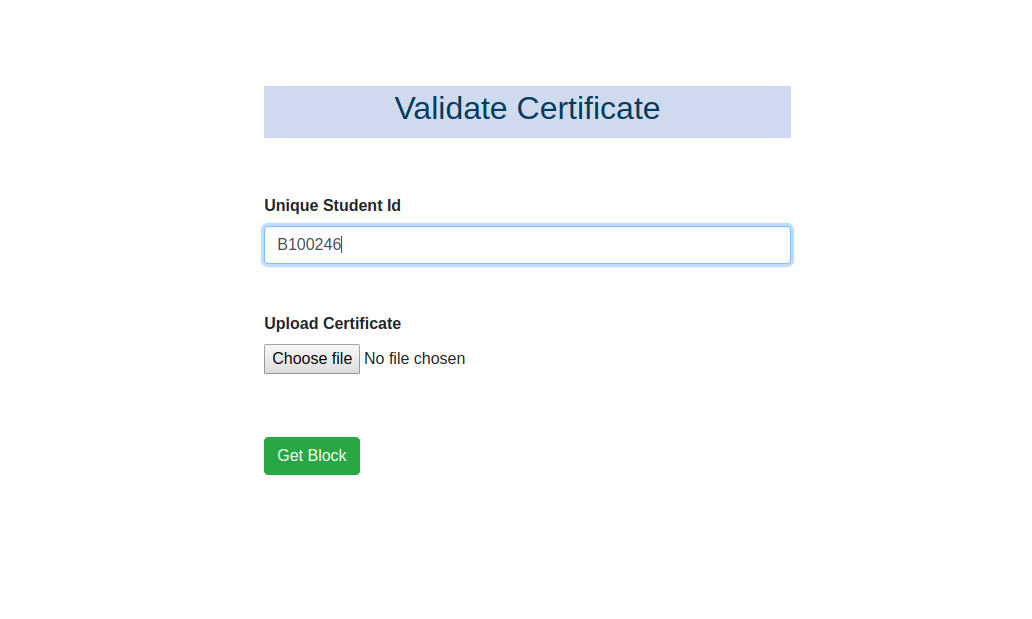 Validate Certificate
Unique Student Id
B100246
Upload Certificate
Choose file No file chosen
Get Block